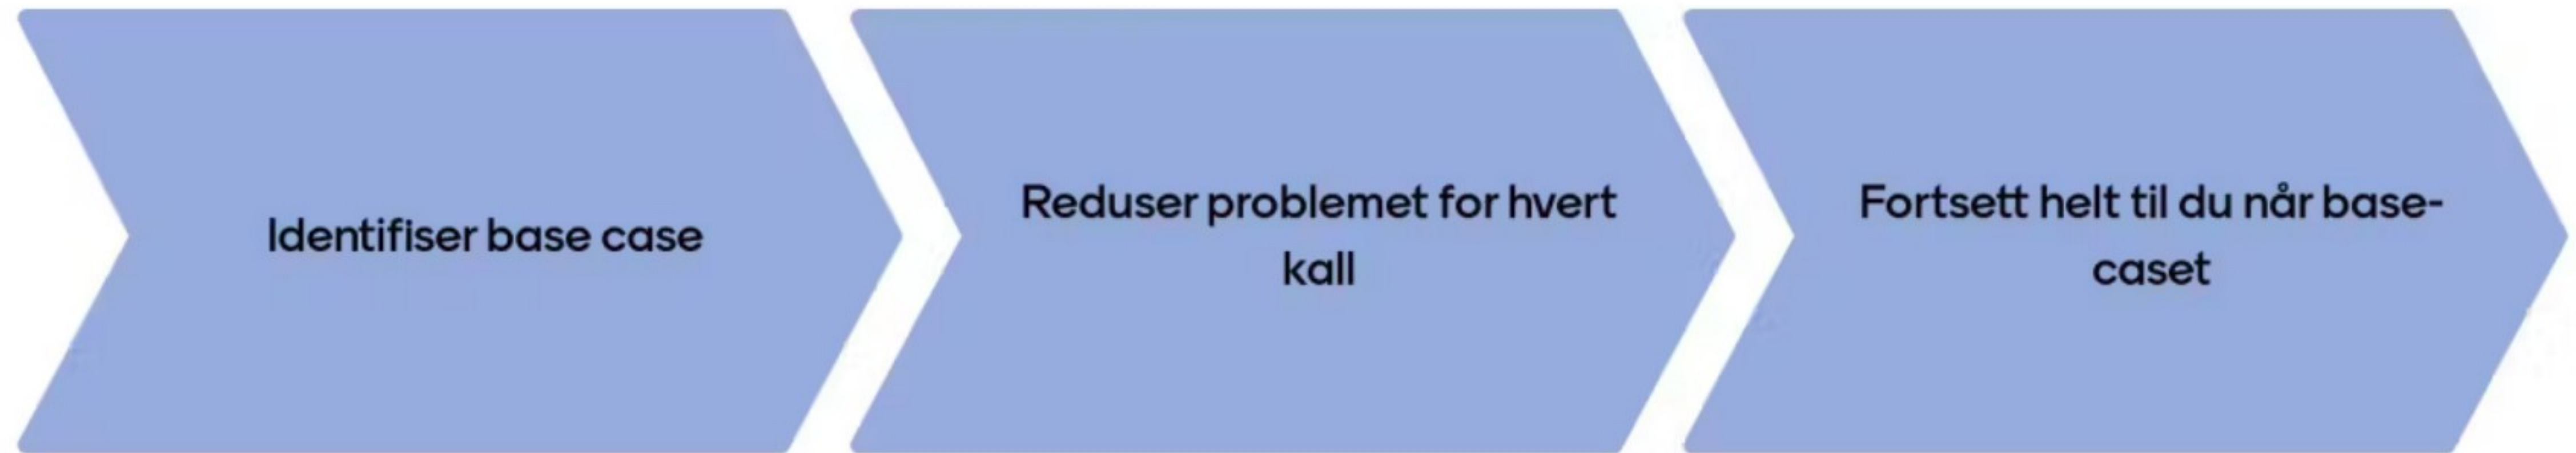 Identifiser base case
Reduser problemet for hvert
kall
Fortsett helt til du når base-
caset